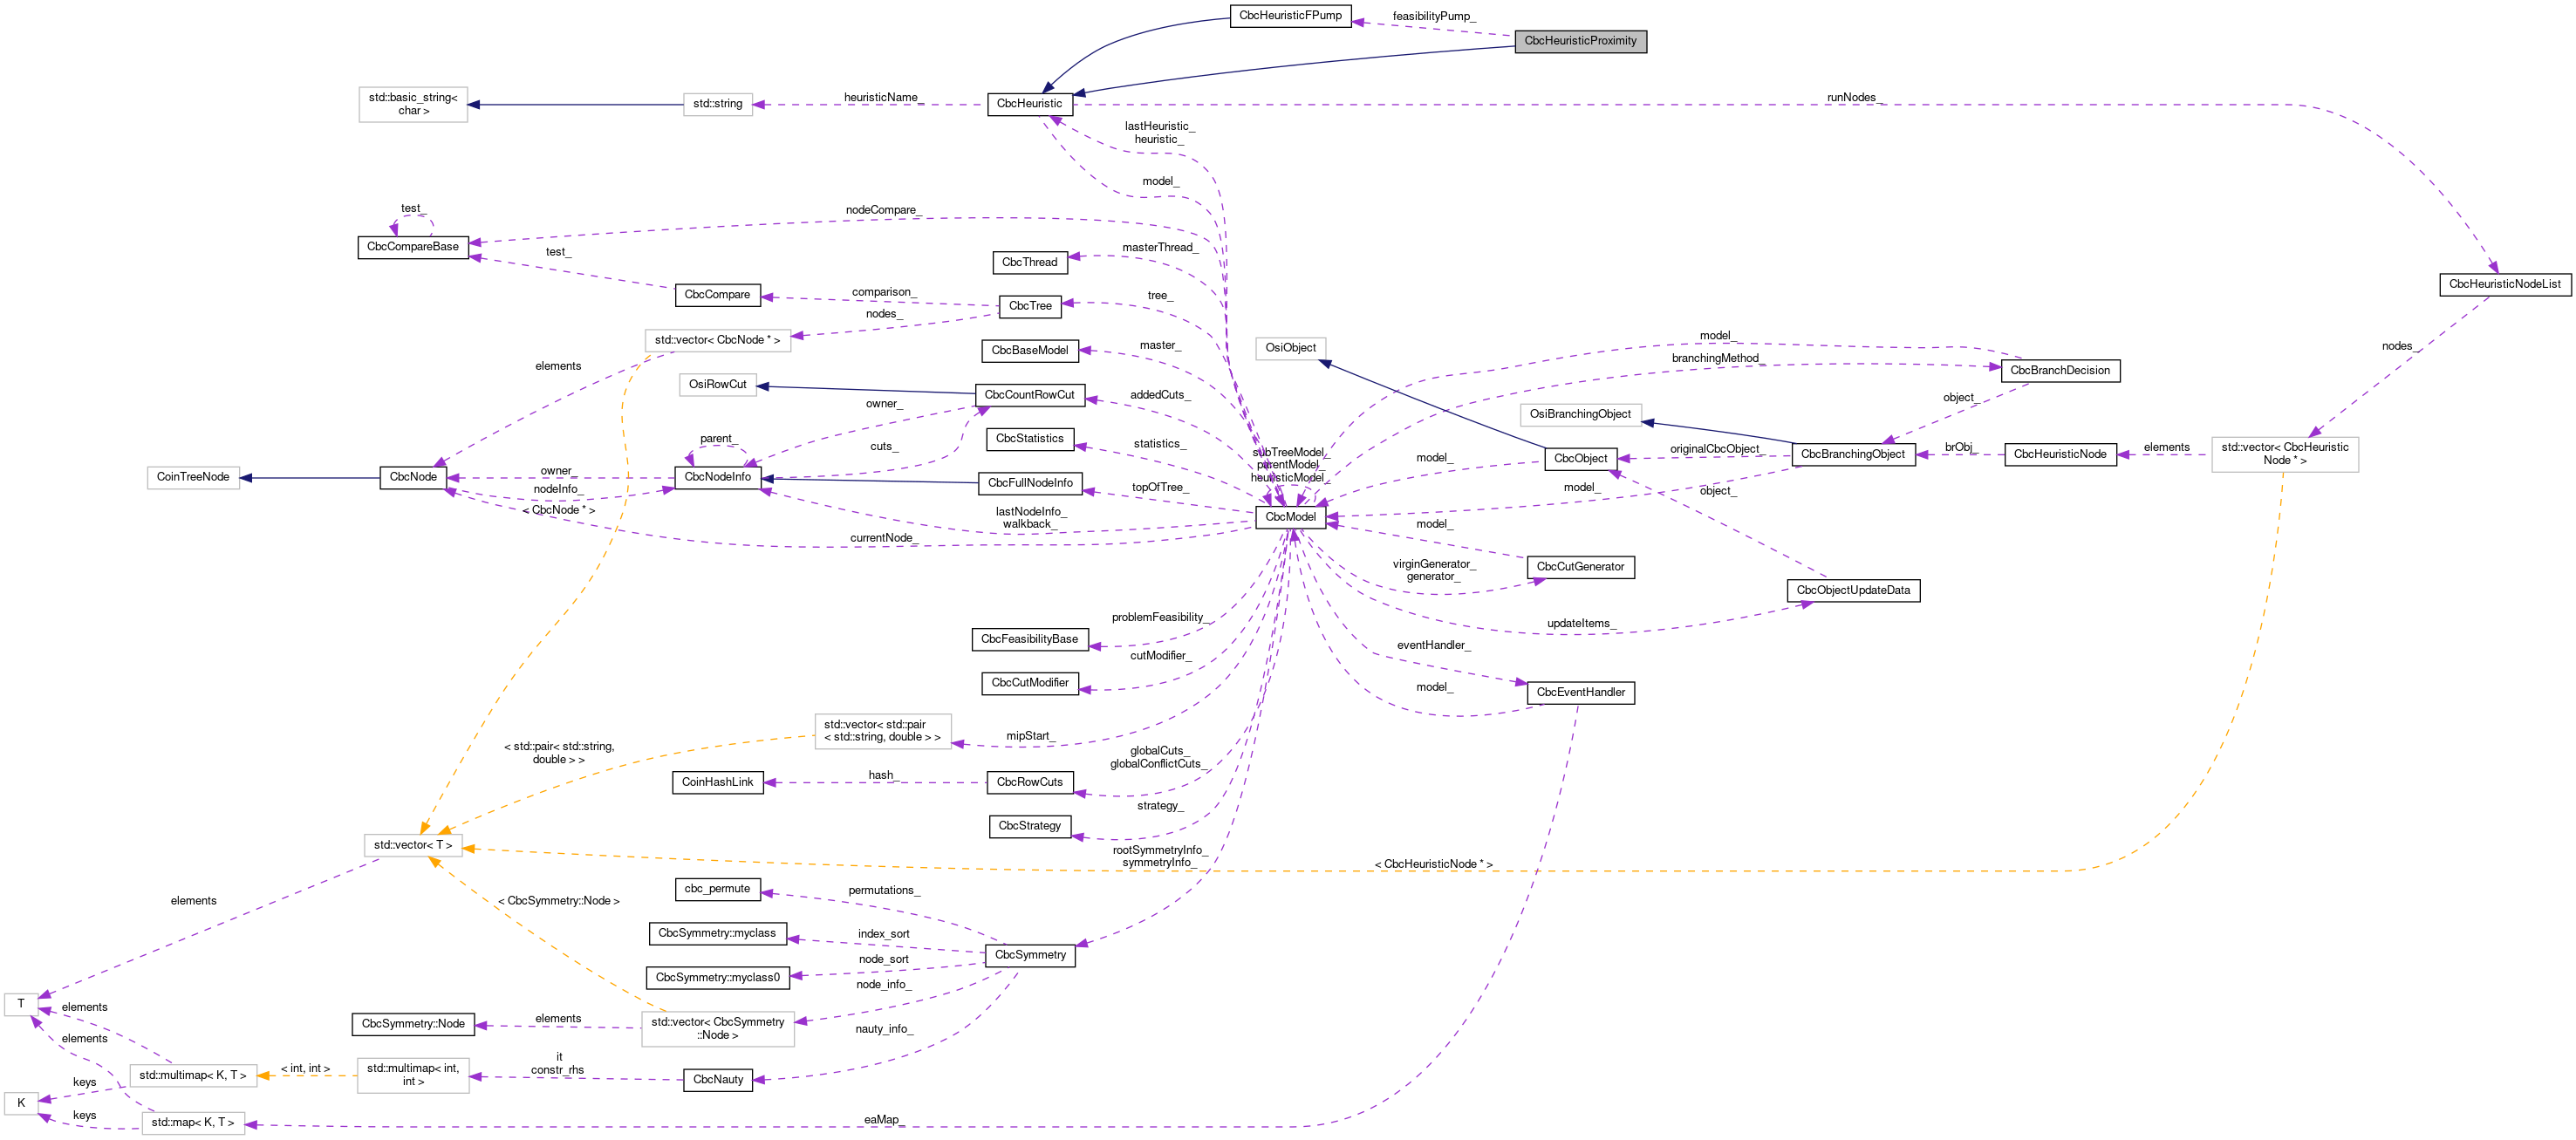 CbcHeuristicFPump
feasibilityPump_
CbcHeuristicProximity
std::basic_string<
char >
std::string
heuristicName_
CbcHeuristic
runNodes_
lastHeuristic_
heuristic_
model_
test_
nodeCompare_
CbcCompareBase
test_
masterThread_
CbcThread
CbcHeuristicNodeList
CbcCompare
comparison_
CbcTree
tree_
nodes_
std::vector< CbcNode * >
CbcBaseModel
master_
OsiObject
model_
nodes_
elements
branchingMethod_
CbcBranchDecision
OsiRowCut
CbcCountRowCut
addedCuts_
object_
owner_
OsiBranchingObject
parent_
cuts_
CbcStatistics
statistics_
subTreeModel_
parentModel_
heuristicModel_
model_
CbcObject
originalCbcObject_
CbcBranchingObject
brObj_
CbcHeuristicNode
elements
std::vector< CbcHeuristic
Node * >
CoinTreeNode
CbcNode
owner_
nodeInfo_
CbcNodeInfo
CbcFullNodeInfo
topOfTree_
model_
object_
< CbcNode * >
lastNodeInfo_
walkback_
CbcModel
model_
currentNode_
virginGenerator_
generator_
CbcCutGenerator
CbcObjectUpdateData
problemFeasibility_
updateItems_
CbcFeasibilityBase
cutModifier_
eventHandler_
CbcCutModifier
model_
CbcEventHandler
std::vector< std::pair
< std::string, double > >
mipStart_
< std::pair< std::string,
double > >
globalCuts_
globalConflictCuts_
CoinHashLink
hash_
CbcRowCuts
strategy_
CbcStrategy
std::vector< T >
rootSymmetryInfo_
symmetryInfo_
< CbcHeuristicNode * >
cbc_permute
permutations_
elements
< CbcSymmetry::Node >
CbcSymmetry::myclass
index_sort
CbcSymmetry
node_sort
CbcSymmetry::myclass0
node_info_
T
elements
CbcSymmetry::Node
elements
std::vector< CbcSymmetry
::Node >
nauty_info_
elements
std::multimap< K, T >
< int, int >
std::multimap< int,
int >
it
constr_rhs
CbcNauty
keys
K
keys
std::map< K, T >
eaMap_